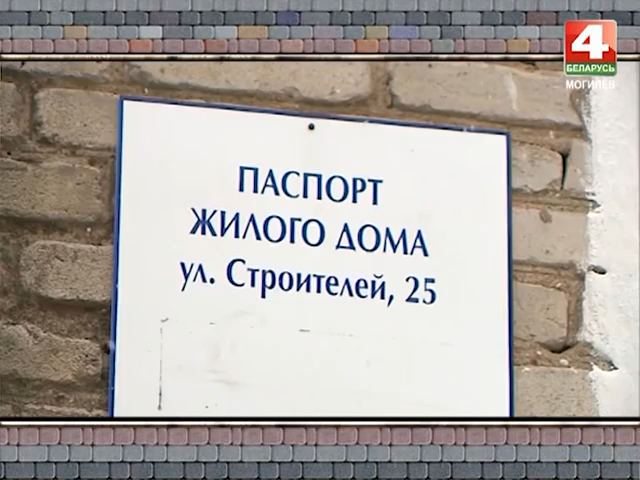 4
БЕЛАРУСЬ
МОГИЛЕВ
ПАСПОРТ
ЖИЛОГО ДОМА
ул. Строителей, 25